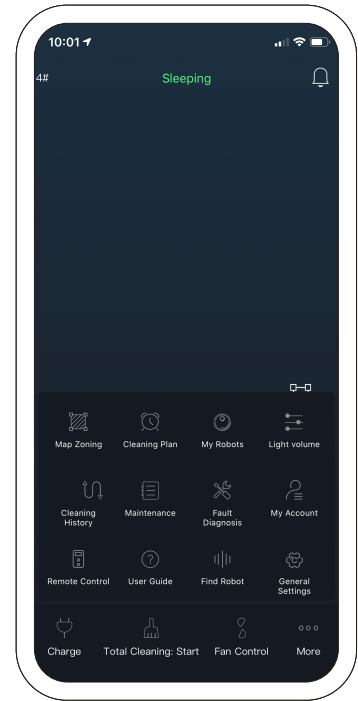 10:01
4#
Sleeping
Map Zoning
Cleaning Plan
My Robots
Light volume
Cleaning
History
Maintenance
Fault
Diagnosis
My Account
Remote Control
User Guide
Find Robot
General
Settings
Charge
Total Cleaning: Start
Fan Control
More